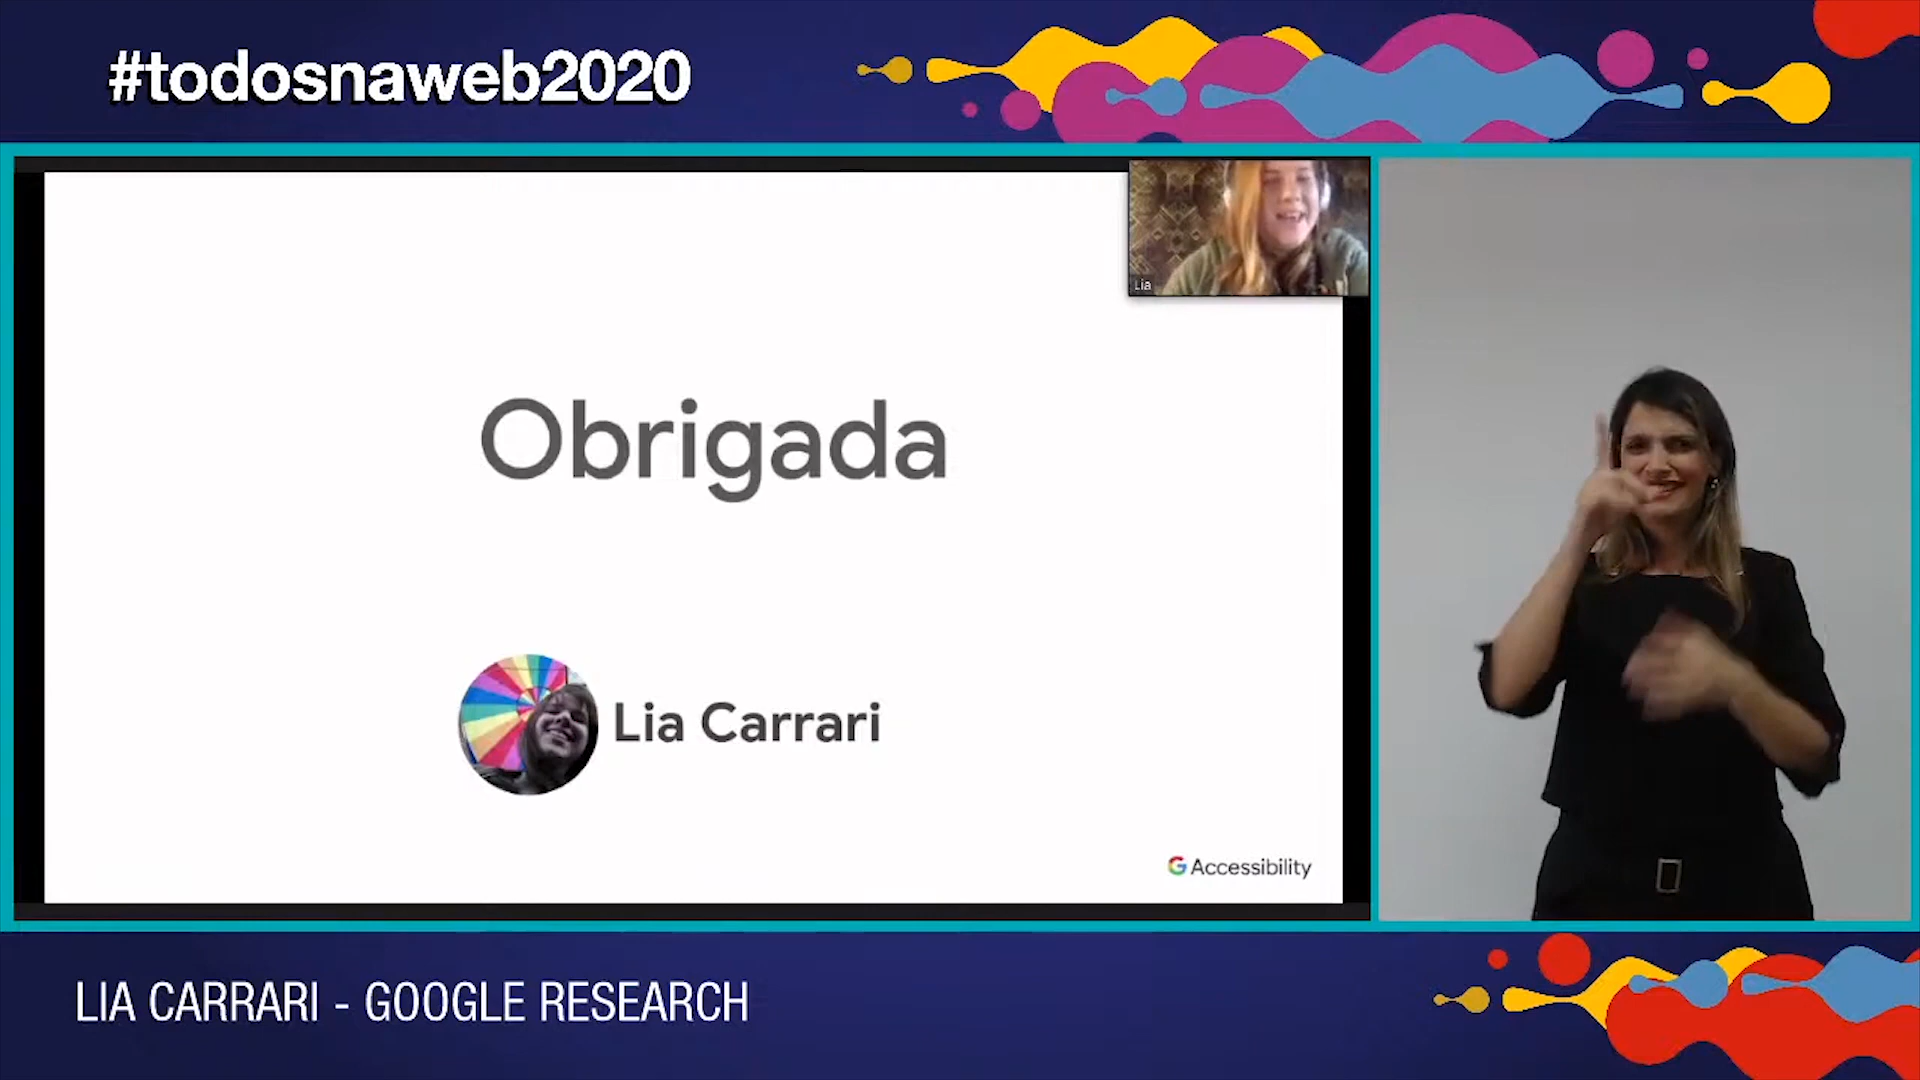 #todosnaweb2020
Lia
Obrigada
Lia Carrari
G Accessibility
LIA CARRARI - GOOGLE RESEARCH